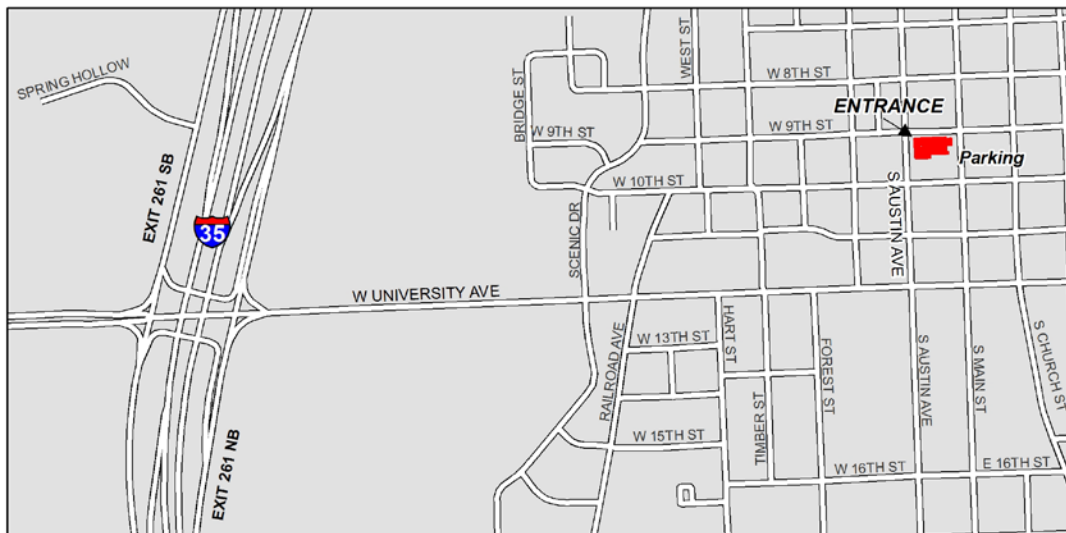 SPRING HOLLOW
BRIDGE ST
WEST ST
W 8TH ST
ENTRANCE
W 9TH ST
W 9TH ST
Parking
W 10TH ST
EXIT 261 SB
35
SCENIC DR
S AUSTIN AVE
W UNIVERSITY AVE
W 13TH ST
HART ST
RAILROAD AVE
FOREST ST
S AUSTIN AVE
S MAIN ST
S CHURCH ST
TIMBER ST
W 15TH ST
W 16TH ST
E 16TH ST
EXIT 261 NB